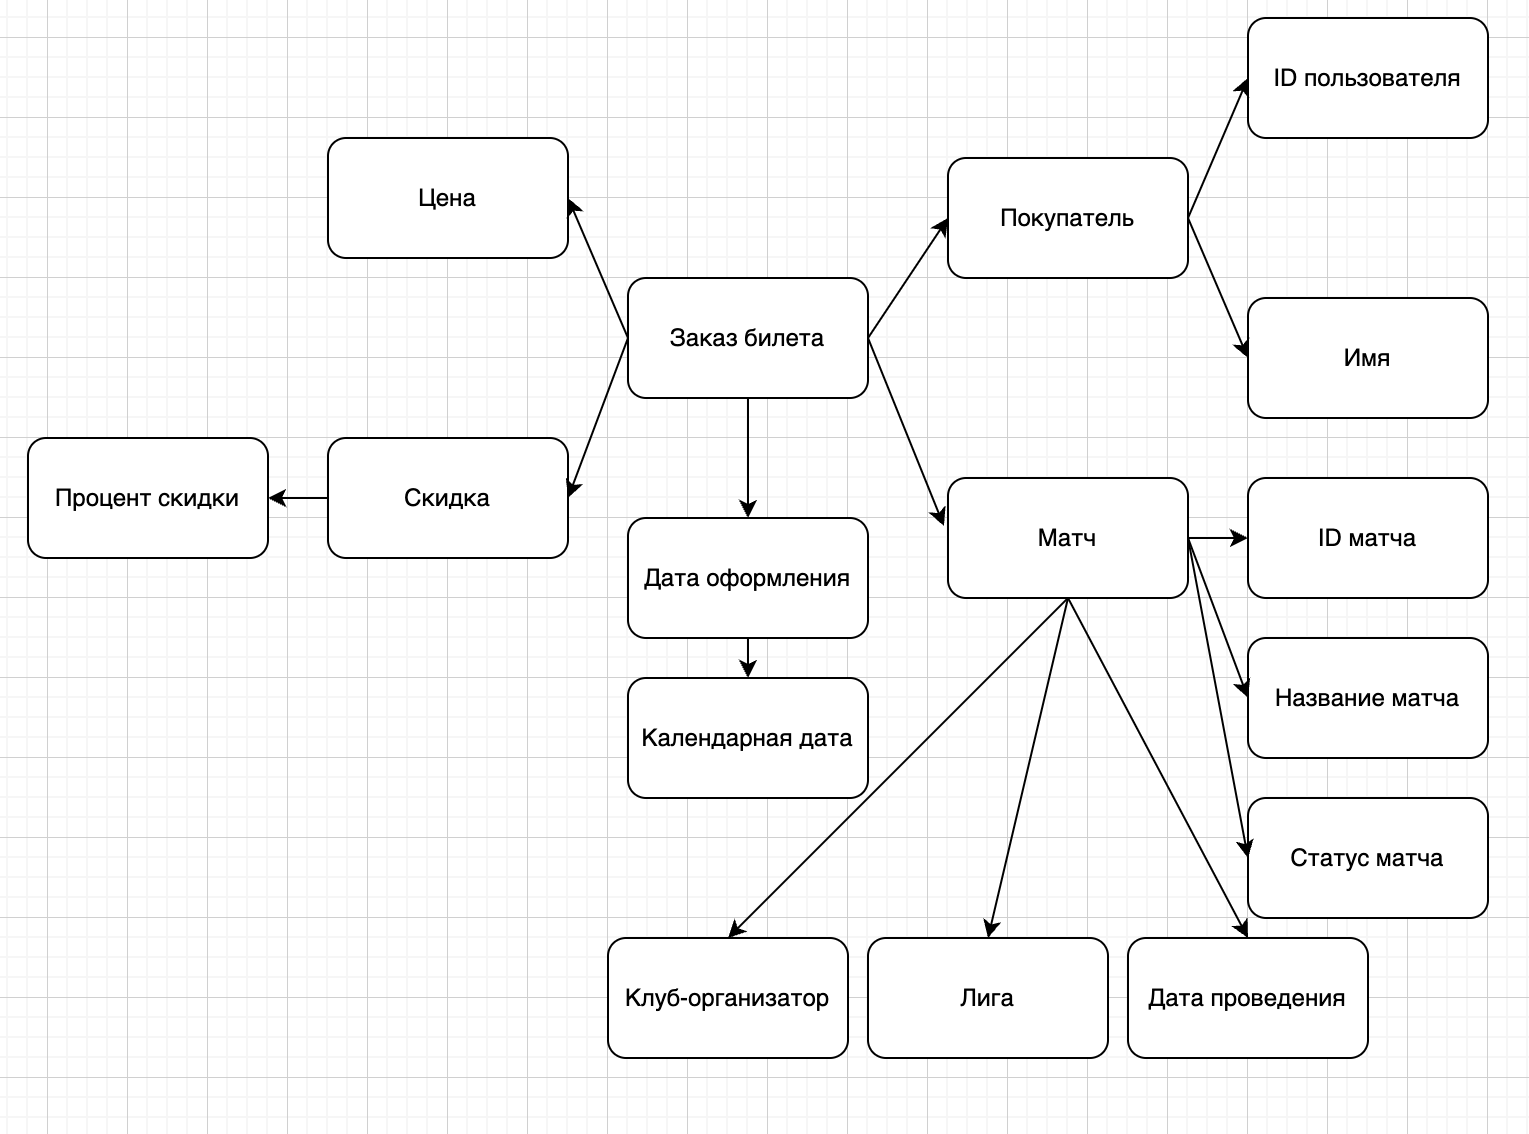 ID пользователя
Цена
Покупатель
Заказ билета
Имя
Процент скидки
Скидка
Матч
ID матча
Дата оформления
Название матча
Календарная дата
Статус матча
Клуб-организатор
Лига
Дата проведения